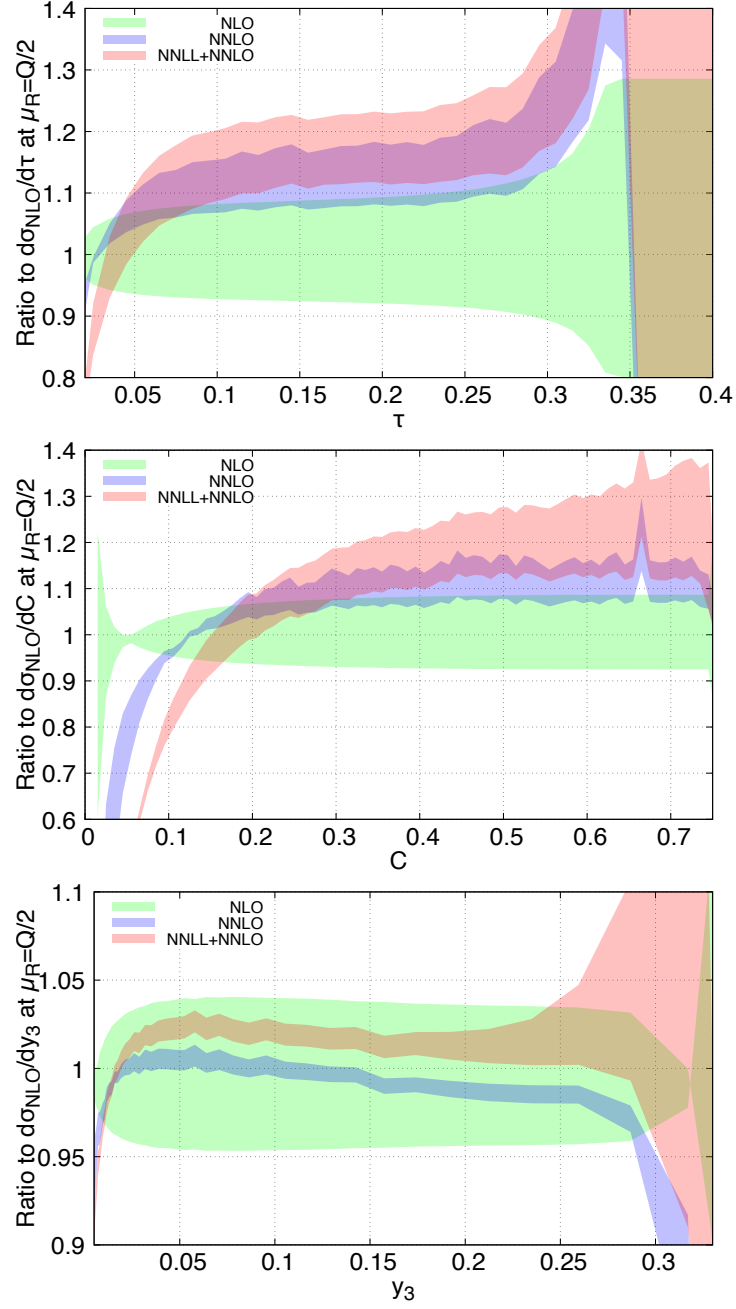 Ratio to dσNLO/dτ at μR=Q/2
NLO
NNLO
NNLL+NNLO
1.4
1.3
1.2
1.1
1
0.9
0.8
0.05 0.1 0.15 0.2 0.25 0.3 0.35 0.4
τ
Ratio to dσNLO/dC at μR=Q/2
NLO
NNLO
NNLL+NNLO
1.4
1.3
1.2
1.1
1
0.9
0.8
0.7
0.6
0 0.1 0.2 0.3 0.4 0.5 0.6 0.7
C
Ratio to dσNLO/dy3 at μR=Q/2
NLO
NNLO
NNLL+NNLO
1.1
1.05
1
0.95
0.9
0.05 0.1 0.15 0.2 0.25 0.3
y3